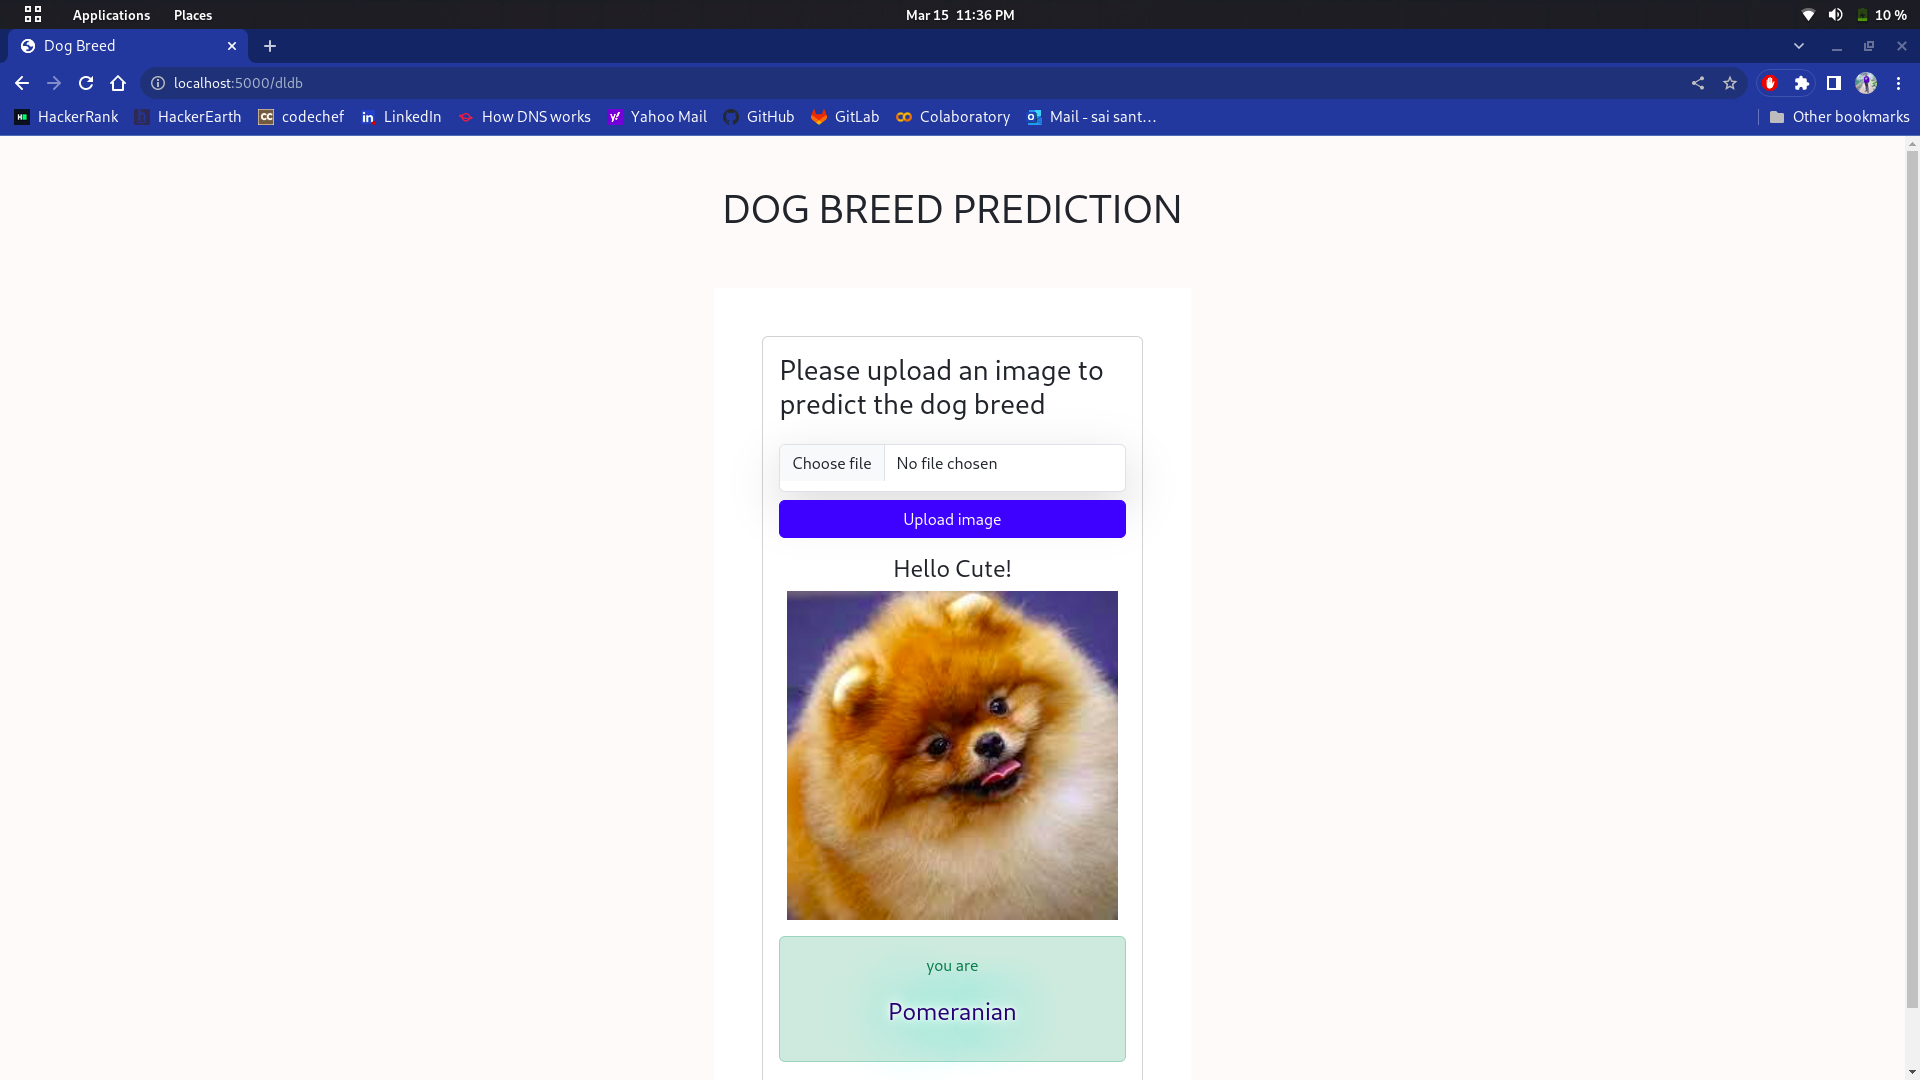 Applications Places Mar 15 11:36 PM 10 %
Dog Breed
localhost:5000/dldb
HackerRank HackerEarth CC codechef in LinkedIn How DNS works y! Yahoo Mail GitHub GitLab Colaboratory Mail - sai sant... Other bookmarks
DOG BREED PREDICTION
Please upload an image to
predict the dog breed
Choose file No file chosen
Upload image
Hello Cute!
you are
Pomeranian